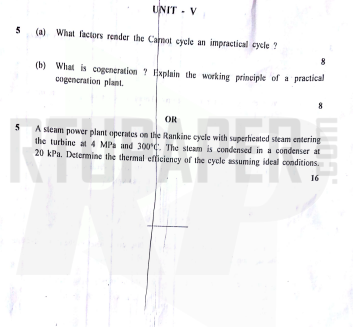 UNIT - V
5 (a) What factors render the Carnot cycle an impractical cycle ?
8
(b) What is cogeneration ? Explain the working principle of a practical
cogeneration plant.
8
OR
5 A steam power plant operates on the Rankine cycle with superheated steam entering
the turbine at 4 MPa and 300°C. The steam is condensed in a condenser at
20 kPa. Determine the thermal efficiency of the cycle assuming ideal conditions.
16
RTUPAPER
.com
RP